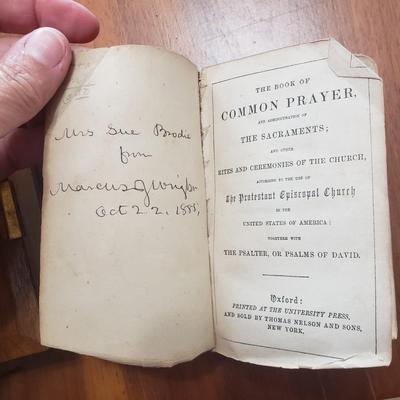 Mrs Sue Brodie
from
Marcus J Wright
Oct 22, 1885,
THE BOOK OF
COMMON PRAYER,
AND ADMINISTRATION OF
THE SACRAMENTS;
AND OTHER
RITES AND CEREMONIES OF THE CHURCH,
ACCORDING TO THE USE OF
The Protestant Episcopal Church
IN THE
UNITED STATES OF AMERICA:
TOGETHER WITH
THE PSALTER, OR PSALMS OF DAVID.
Oxford:
PRINTED AT THE UNIVERSITY PRESS,
AND SOLD BY THOMAS NELSON AND SONS,
NEW YORK.